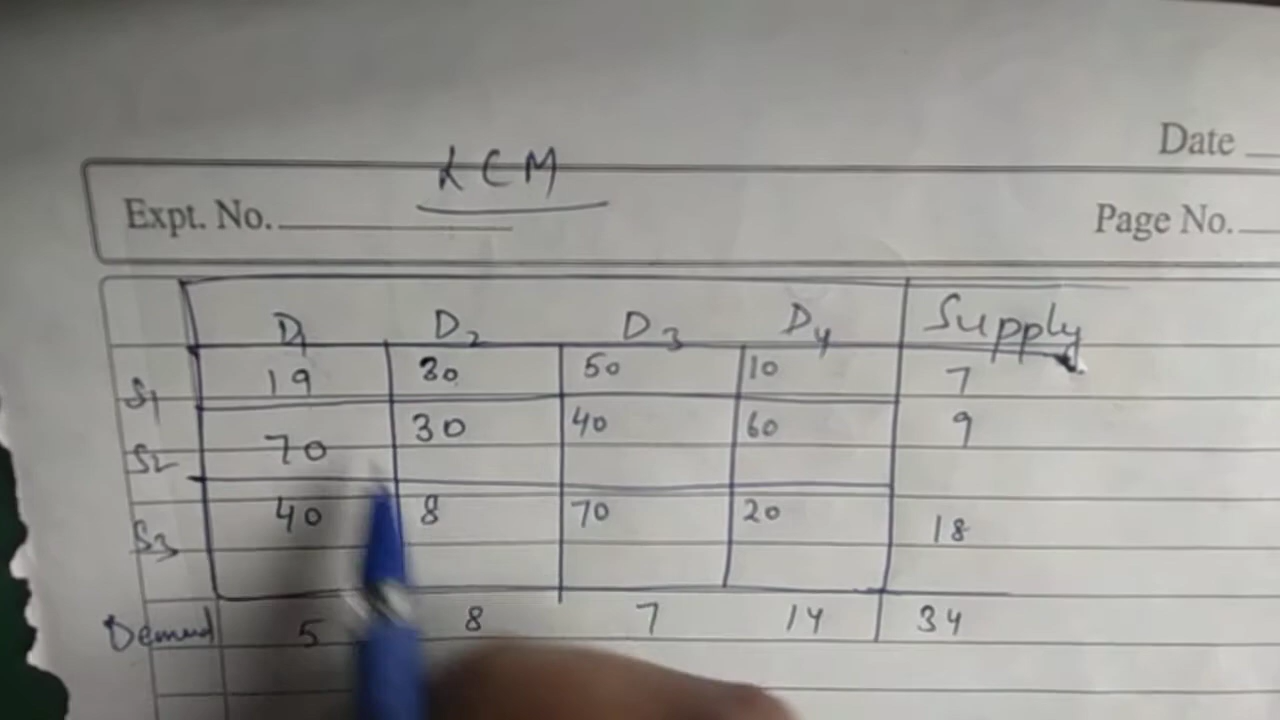 LCM
Date
Expt. No.
Page No.
D1 D2 D3 D4 Supply
S1 19 30 50 10 7
S2 70 30 40 60 9
S3 40 8 70 20 18
Demand 5 8 7 14 34